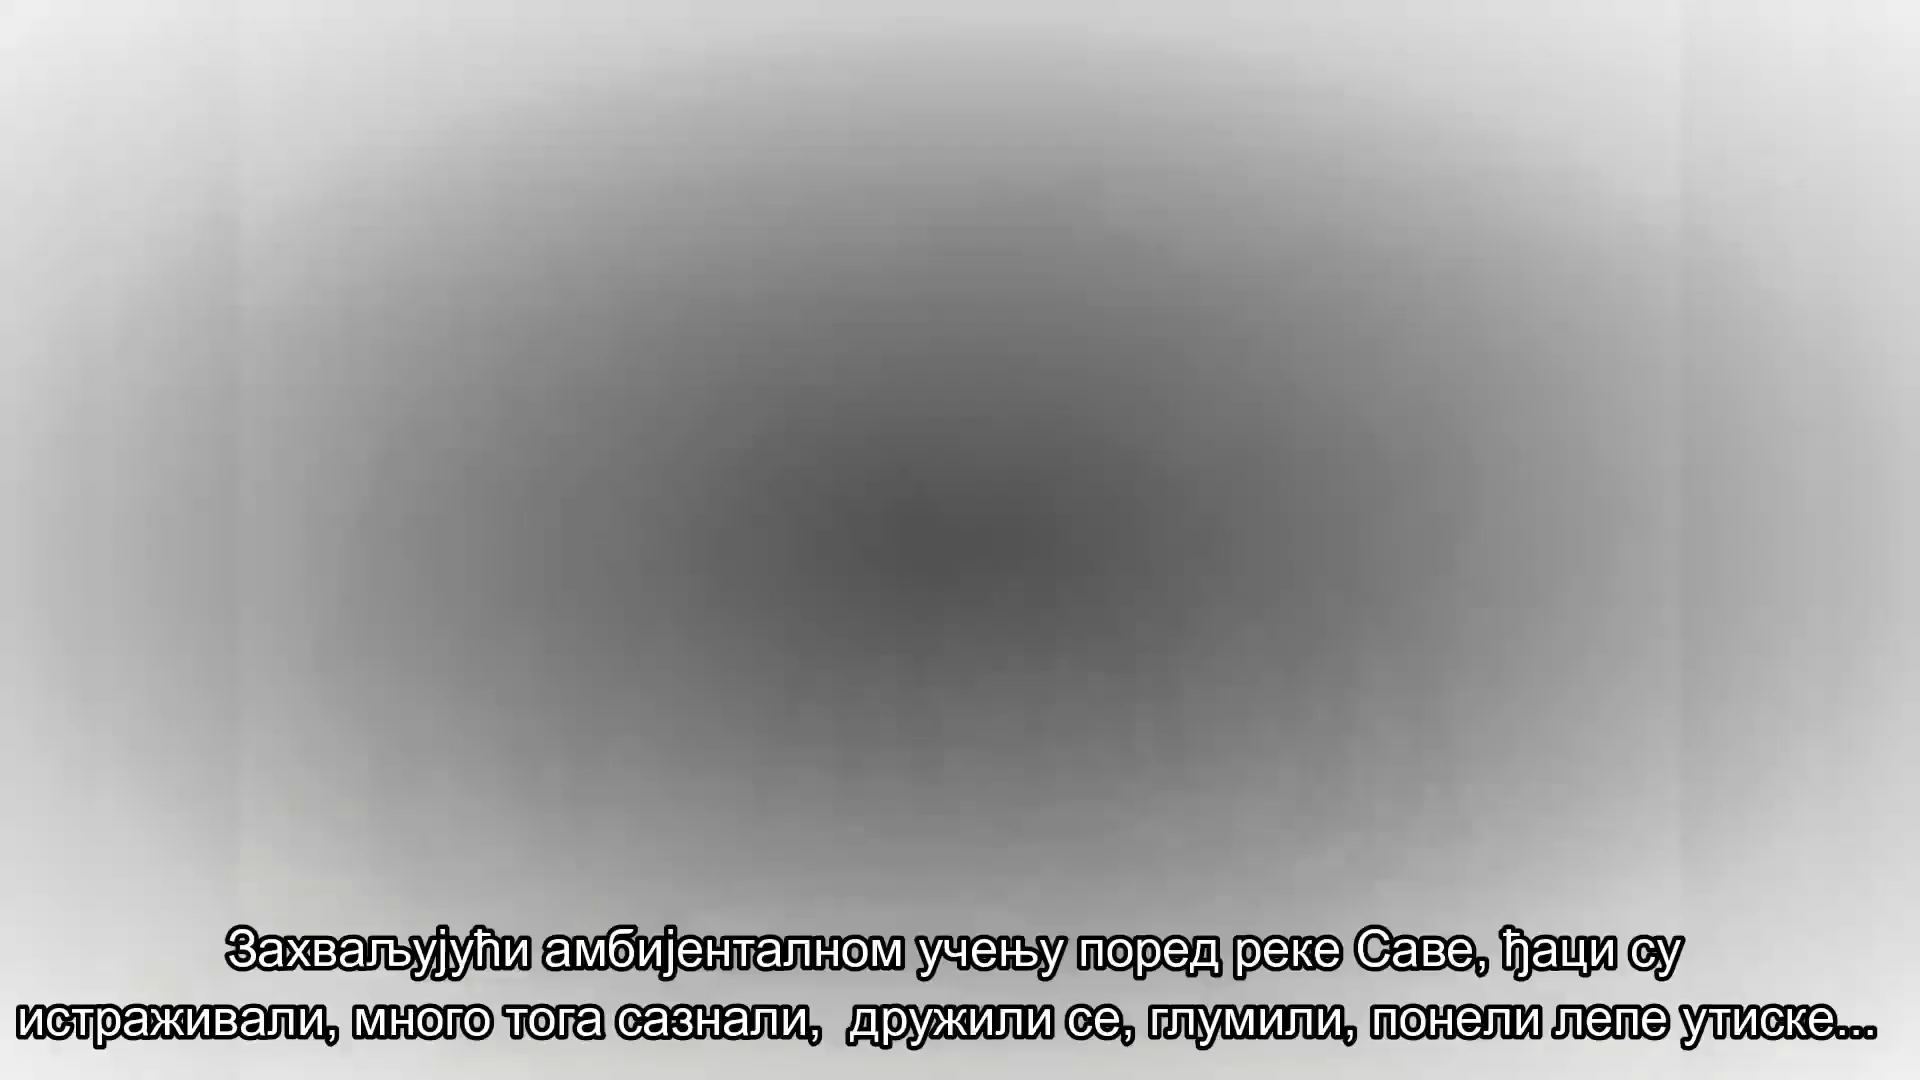 Захваљујући амбијенталном учењу поред реке Саве, ђаци су
истраживали, много тога сазнали,  дружили се, глумили, понели лепе утиске...